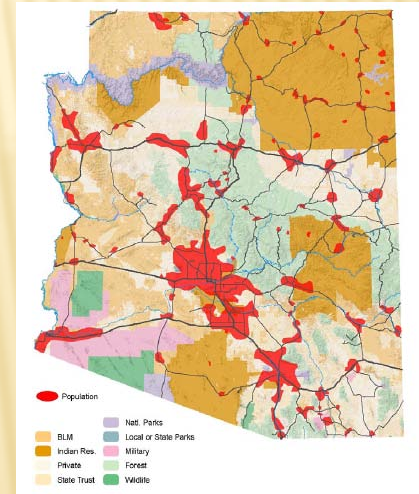 Population
Natl. Parks
BLM
Local or State Parks
Indian Res.
Military
Private
Forest
State Trust
Wildlife